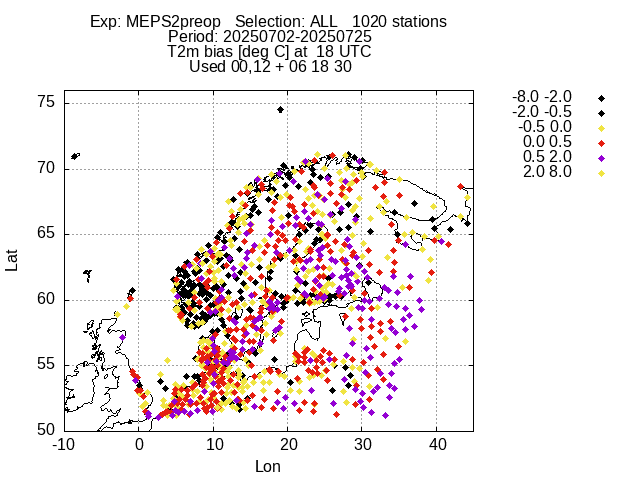 Exp: MEPS2preop   Selection: ALL   1020 stations
Period: 20250702-20250725
T2m bias [deg C] at  18 UTC
Used 00,12 + 06 18 30
-8.0 -2.0
-2.0 -0.5
-0.5 0.0
0.0 0.5
0.5 2.0
2.0 8.0
75
70
65
60
55
50
Lat
-10 0 10 20 30 40
Lon